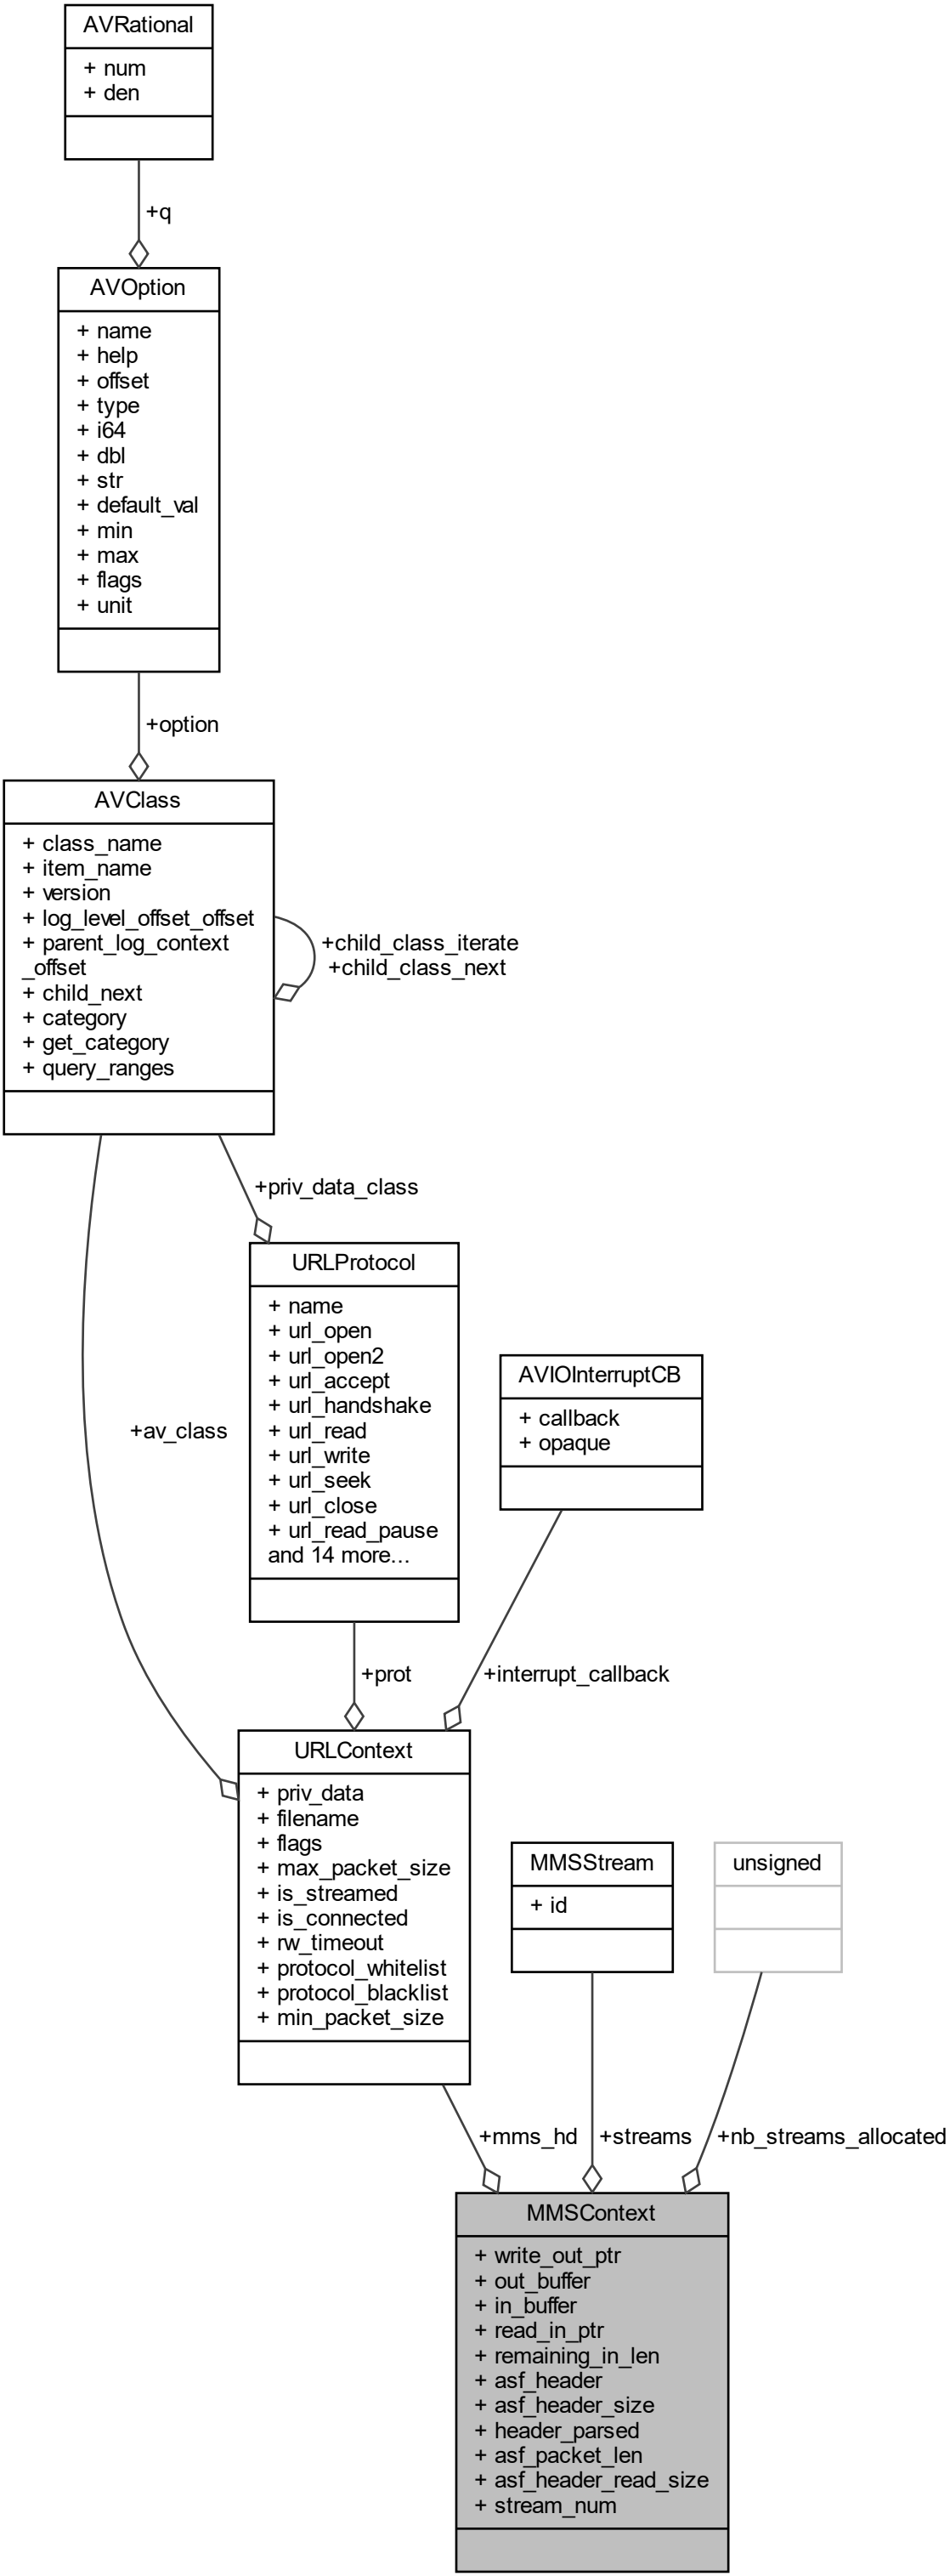 AVRational
+ num
+ den
+q
AVOption
+ name
+ help
+ offset
+ type
+ i64
+ dbl
+ str
+ default_val
+ min
+ max
+ flags
+ unit
+option
AVClass
+ class_name
+ item_name
+ version
+ log_level_offset_offset
+ parent_log_context
_offset
+ child_next
+ category
+ get_category
+ query_ranges
+child_class_iterate
+child_class_next
+priv_data_class
+av_class
URLProtocol
+ name
+ url_open
+ url_open2
+ url_accept
+ url_handshake
+ url_read
+ url_write
+ url_seek
+ url_close
+ url_read_pause
and 14 more...
AVIOInterruptCB
+ callback
+ opaque
+prot
+interrupt_callback
URLContext
+ priv_data
+ filename
+ flags
+ max_packet_size
+ is_streamed
+ is_connected
+ rw_timeout
+ protocol_whitelist
+ protocol_blacklist
+ min_packet_size
MMSStream
+ id
unsigned
+mms_hd
+streams
+nb_streams_allocated
MMSContext
+ write_out_ptr
+ out_buffer
+ in_buffer
+ read_in_ptr
+ remaining_in_len
+ asf_header
+ asf_header_size
+ header_parsed
+ asf_packet_len
+ asf_header_read_size
+ stream_num